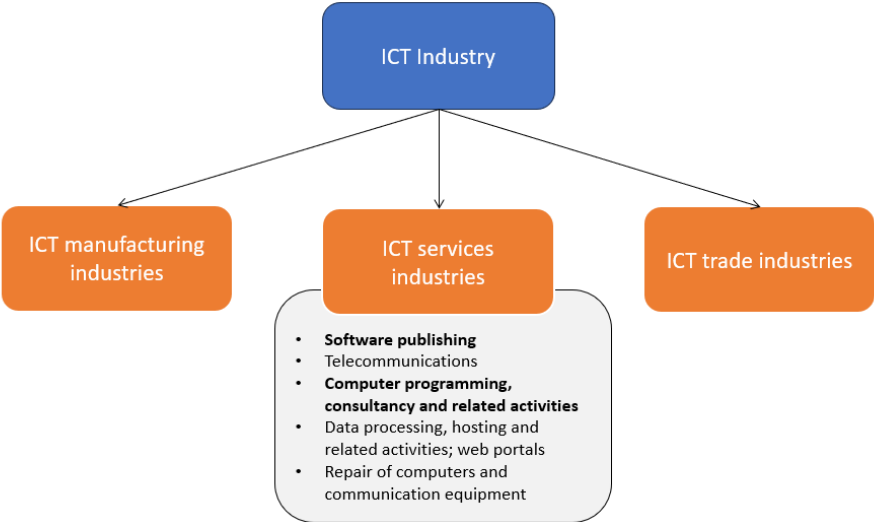 ICT Industry
ICT manufacturing
industries
ICT services
industries
ICT trade industries
• Software publishing
• Telecommunications
• Computer programming,
consultancy and related activities
• Data processing, hosting and
related activities; web portals
• Repair of computers and
communication equipment